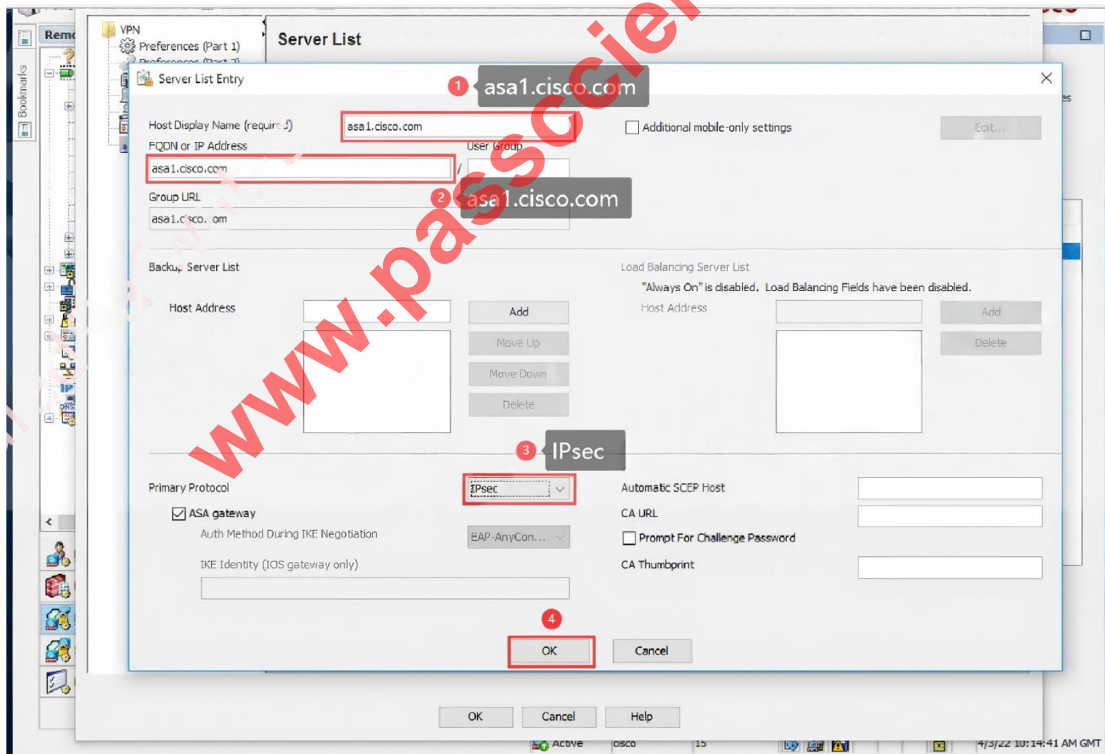 VPN
Preferences (Part 1)
Server List
Bookmarks
Server List Entry
1 asa1.cisco.com
Host Display Name (required)
asa1.cisco.com
Additional mobile-only settings
Edit...
FQDN or IP Address
User Group
asa1.cisco.com
/
2 asa1.cisco.com
Group URL
asa1.cisco.com
Backup Server List
Load Balancing Server List
"Always On" is disabled. Load Balancing Fields have been disabled.
Host Address
Add
Host Address
Add
Move Up
Delete
Move Down
Delete
3 IPsec
Primary Protocol
IPsec
Automatic SCEP Host
ASA gateway
CA URL
Auth Method During IKE Negotiation
EAP-AnyCon...
Prompt For Challenge Password
IKE Identity (IOS gateway only)
CA Thumbprint
4
OK
Cancel
OK
Cancel
Help
Active
cisco
15
4/3/22 10:14:41 AM GMT